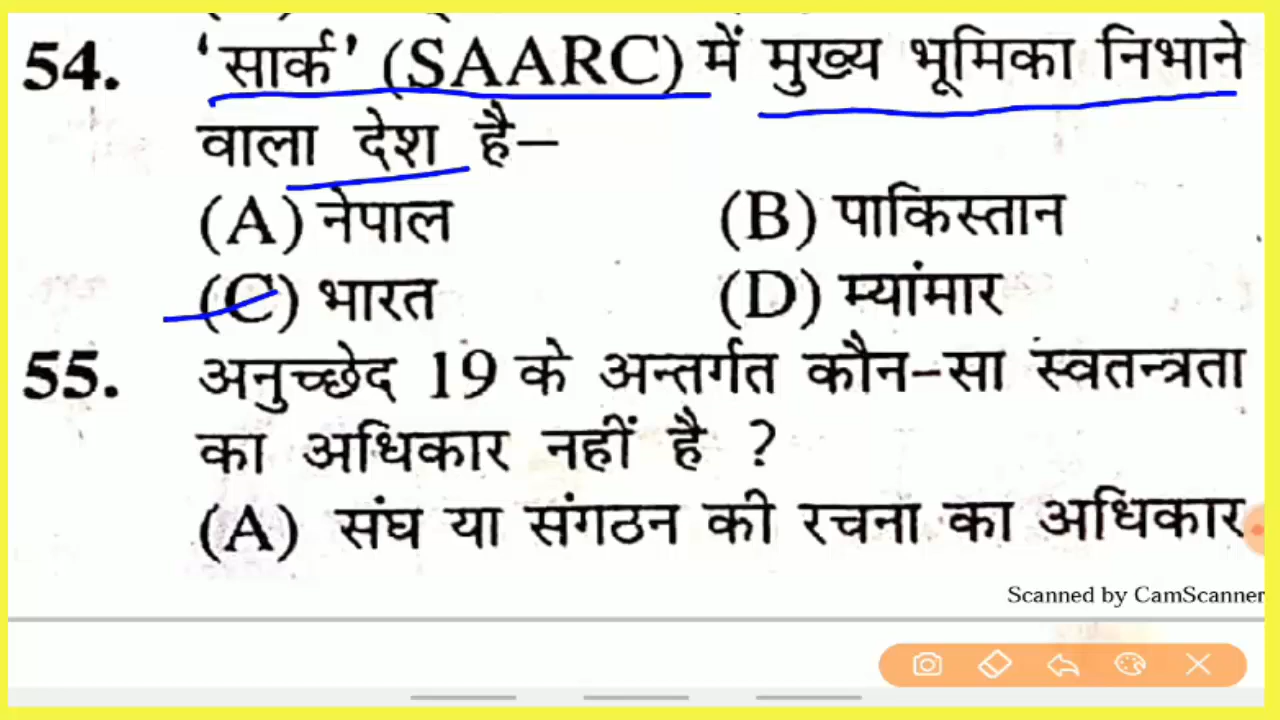 54. 'सार्क' (SAARC) में मुख्य भूमिका निभाने
वाला देश है–
(A) नेपाल (B) पाकिस्तान
(C) भारत (D) म्यांमार
55. अनुच्छेद 19 के अन्तर्गत कौन-सा स्वतन्त्रता
का अधिकार नहीं है ?
(A) संघ या संगठन की रचना का अधिकार
Scanned by CamScanner